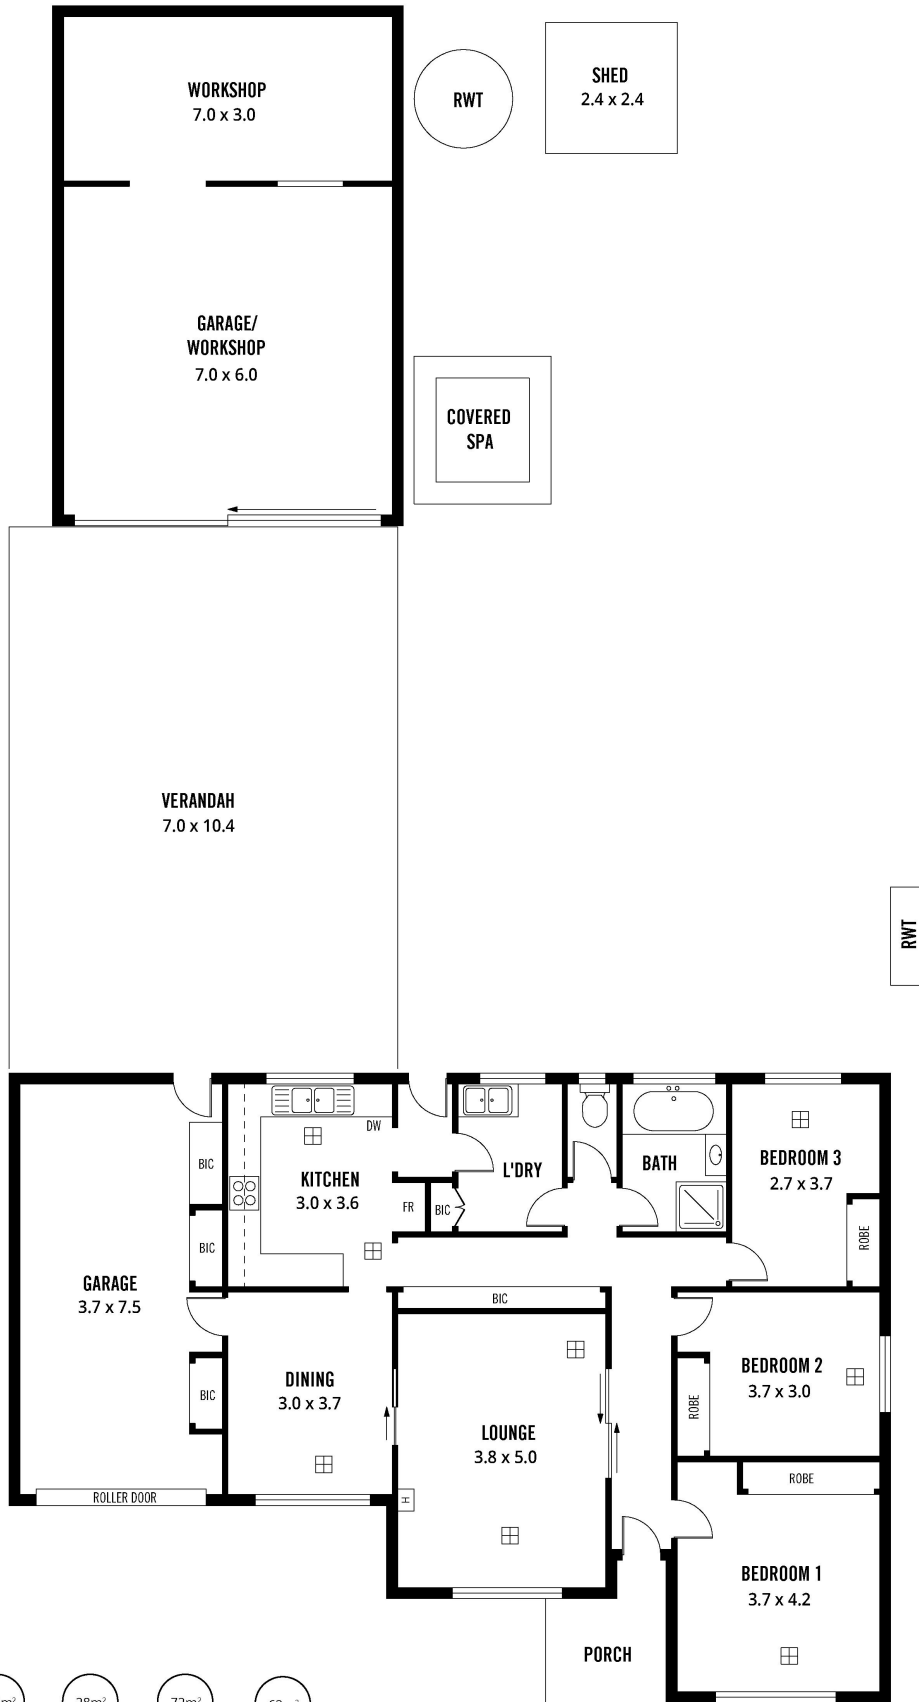 WORKSHOP
7.0 x 3.0
RWT
SHED
2.4 x 2.4
GARAGE/
WORKSHOP
7.0 x 6.0
COVERED
SPA
VERANDAH
7.0 x 10.4
RWT
DW
BIC
KITCHEN
3.0 x 3.6
FR
BIC
L'DRY
BATH
BEDROOM 3
2.7 x 3.7
ROBE
BIC
GARAGE
3.7 x 7.5
BIC
DINING
3.0 x 3.7
BIC
LOUNGE
3.8 x 5.0
BEDROOM 2
3.7 x 3.0
ROBE
ROBE
ROLLER DOOR
H
BEDROOM 1
3.7 x 4.2
PORCH